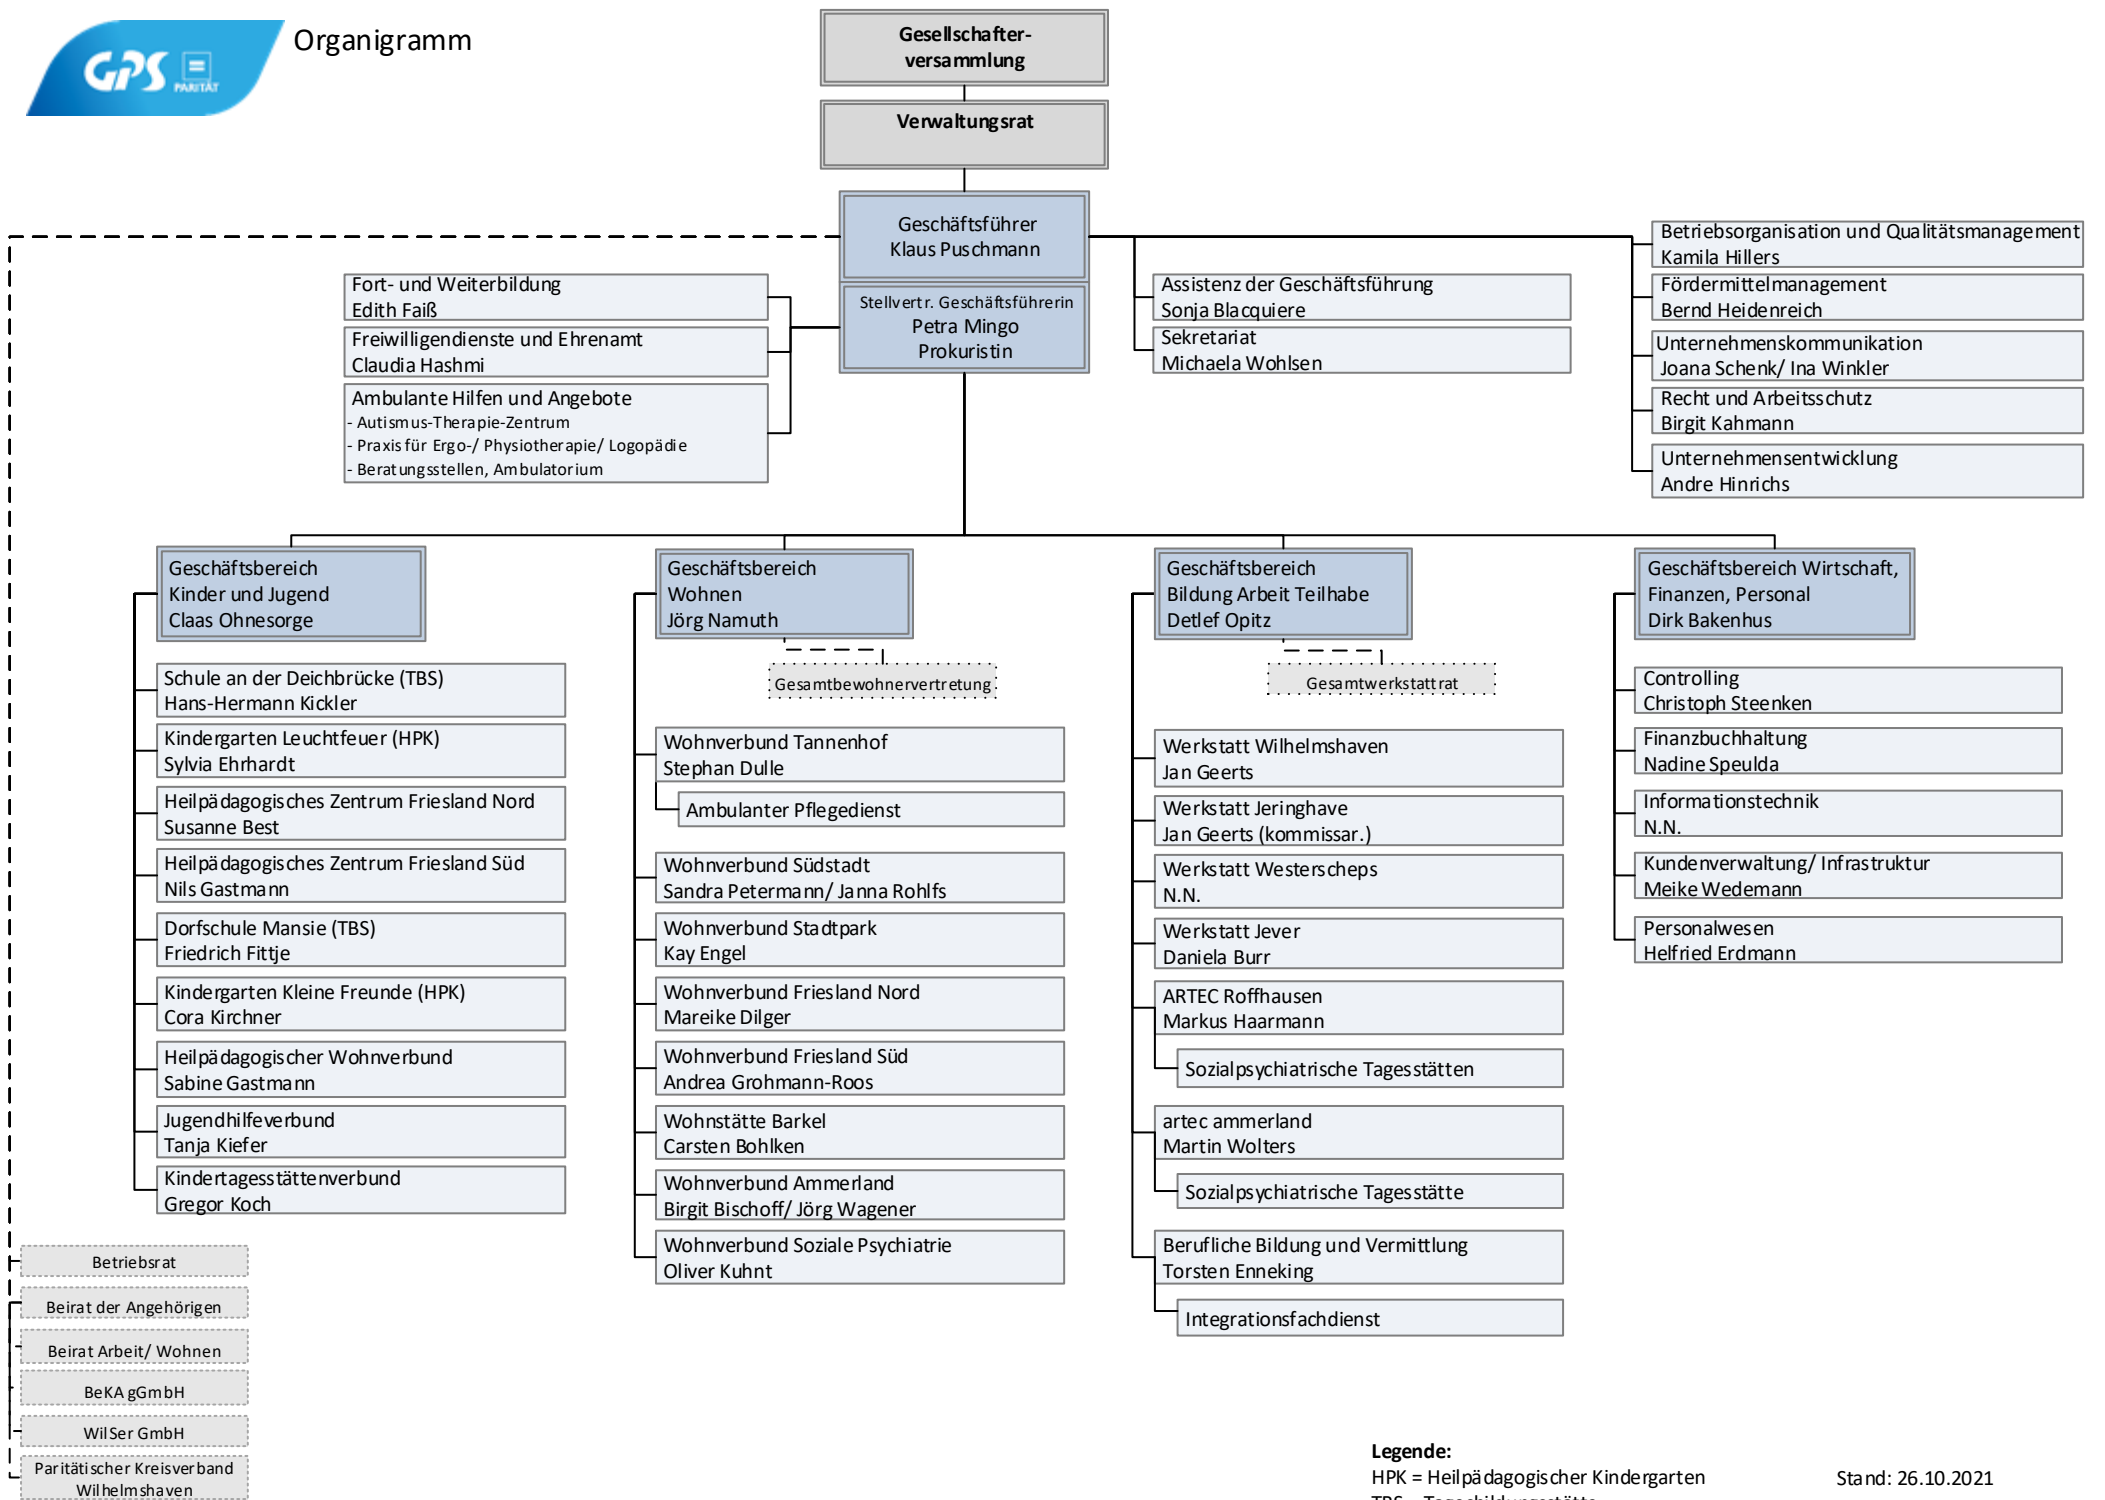 GPS
PARITÄT
Organigramm
Gesellschafter-
versammlung
Verwaltungsrat
Geschäftsführer
Klaus Puschmann
Stellvertr. Geschäftsführerin
Petra Mingo
Prokuristin
Fort- und Weiterbildung
Edith Faiß
Freiwilligendienste und Ehrenamt
Claudia Hashmi
Ambulante Hilfen und Angebote
- Autismus-Therapie-Zentrum
- Praxis für Ergo-/ Physiotherapie/ Logopädie
- Beratungsstellen, Ambulatorium
Assistenz der Geschäftsführung
Sonja Blacquiere
Sekretariat
Michaela Wohlsen
Betriebsorganisation und Qualitätsmanagement
Kamila Hillers
Fördermittelmanagement
Bernd Heidenreich
Unternehmenskommunikation
Joana Schenk/ Ina Winkler
Recht und Arbeitsschutz
Birgit Kahmann
Unternehmensentwicklung
Andre Hinrichs
Geschäftsbereich
Kinder und Jugend
Claas Ohnesorge
Schule an der Deichbrücke (TBS)
Hans-Hermann Kickler
Kindergarten Leuchtfeuer (HPK)
Sylvia Ehrhardt
Heilpädagogisches Zentrum Friesland Nord
Susanne Best
Heilpädagogisches Zentrum Friesland Süd
Nils Gastmann
Dorfschule Mansie (TBS)
Friedrich Fittje
Kindergarten Kleine Freunde (HPK)
Cora Kirchner
Heilpädagogischer Wohnverbund
Sabine Gastmann
Jugendhilfeverbund
Tanja Kiefer
Kindertagesstättenverbund
Gregor Koch
Geschäftsbereich
Wohnen
Jörg Namuth
Gesamtbewohnervertretung
Wohnverbund Tannenhof
Stephan Dulle
Ambulanter Pflegedienst
Wohnverbund Südstadt
Sandra Petermann/ Janna Rohlfs
Wohnverbund Stadtpark
Kay Engel
Wohnverbund Friesland Nord
Mareike Dilger
Wohnverbund Friesland Süd
Andrea Grohmann-Roos
Wohnstätte Barkel
Carsten Bohlken
Wohnverbund Ammerland
Birgit Bischoff/ Jörg Wagener
Wohnverbund Soziale Psychiatrie
Oliver Kuhnt
Geschäftsbereich
Bildung Arbeit Teilhabe
Detlef Opitz
Gesamtwerkstattrat
Werkstatt Wilhelmshaven
Jan Geerts
Werkstatt Jeringhave
Jan Geerts (kommissar.)
Werkstatt Westerscheps
N.N.
Werkstatt Jever
Daniela Burr
ARTEC Roffhausen
Markus Haarmann
Sozialpsychiatrische Tagesstätten
artec ammerland
Martin Wolters
Sozialpsychiatrische Tagesstätte
Berufliche Bildung und Vermittlung
Torsten Enneking
Integrationsfachdienst
Geschäftsbereich Wirtschaft,
Finanzen, Personal
Dirk Bakenhus
Controlling
Christoph Steenken
Finanzbuchhaltung
Nadine Speulda
Informationstechnik
N.N.
Kundenverwaltung/ Infrastruktur
Meike Wedemann
Personalwesen
Helfried Erdmann
Betriebsrat
Beirat der Angehörigen
Beirat Arbeit/ Wohnen
BeKA gGmbH
WilSer GmbH
Paritätischer Kreisverband
Wilhelmshaven
Legende:
HPK = Heilpädagogischer Kindergarten
TBS = Tagesbildungsstätte
Stand: 26.10.2021